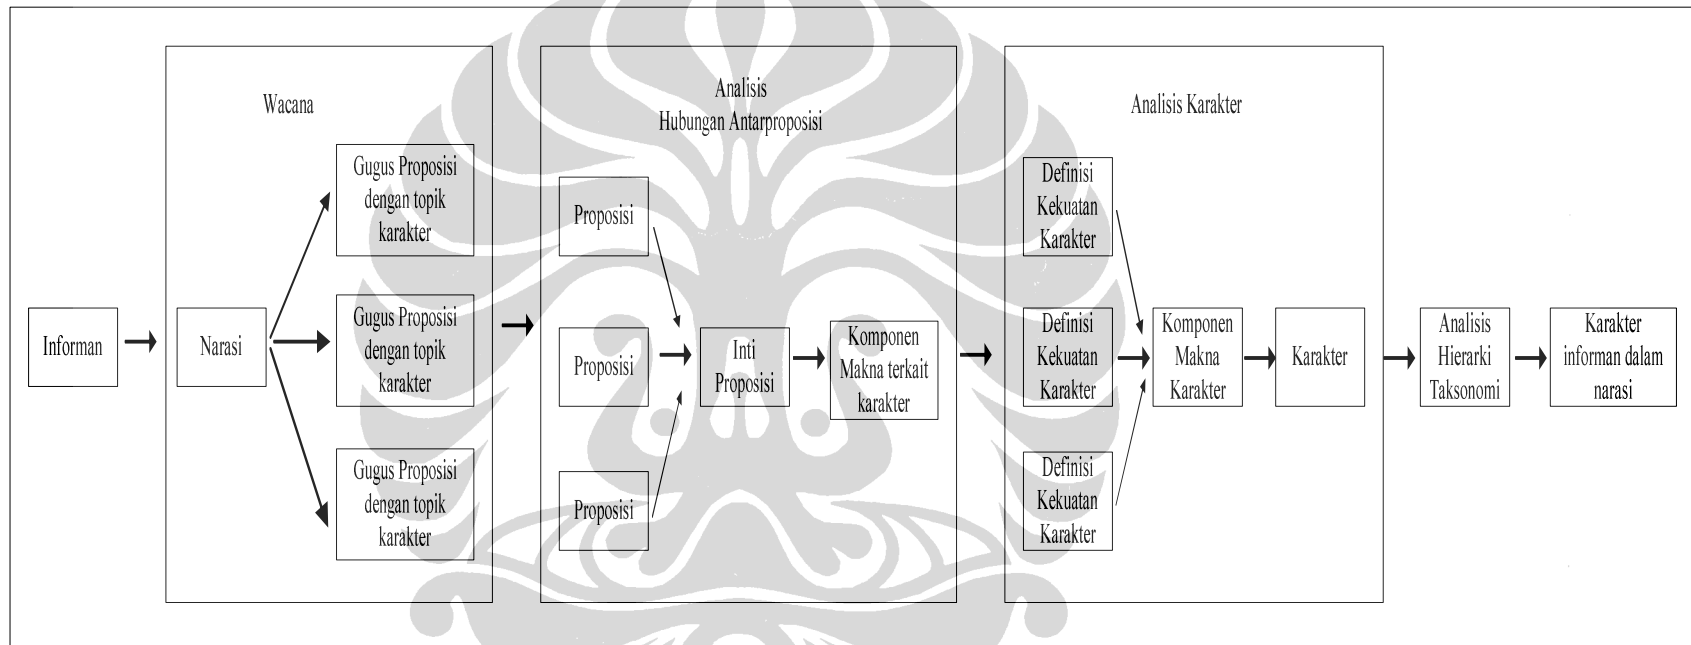 Informan
Wacana
Narasi
Gugus Proposisi
dengan topik
karakter
Gugus Proposisi
dengan topik
karakter
Gugus Proposisi
dengan topik
karakter
Analisis
Hubungan Antarproposisi
Proposisi
Proposisi
Proposisi
Inti
Proposisi
Komponen
Makna terkait
karakter
Analisis Karakter
Definisi
Kekuatan
Karakter
Definisi
Kekuatan
Karakter
Definisi
Kekuatan
Karakter
Komponen
Makna
Karakter
Karakter
Analisis
Hierarki
Taksonomi
Karakter
informan dalam
narasi